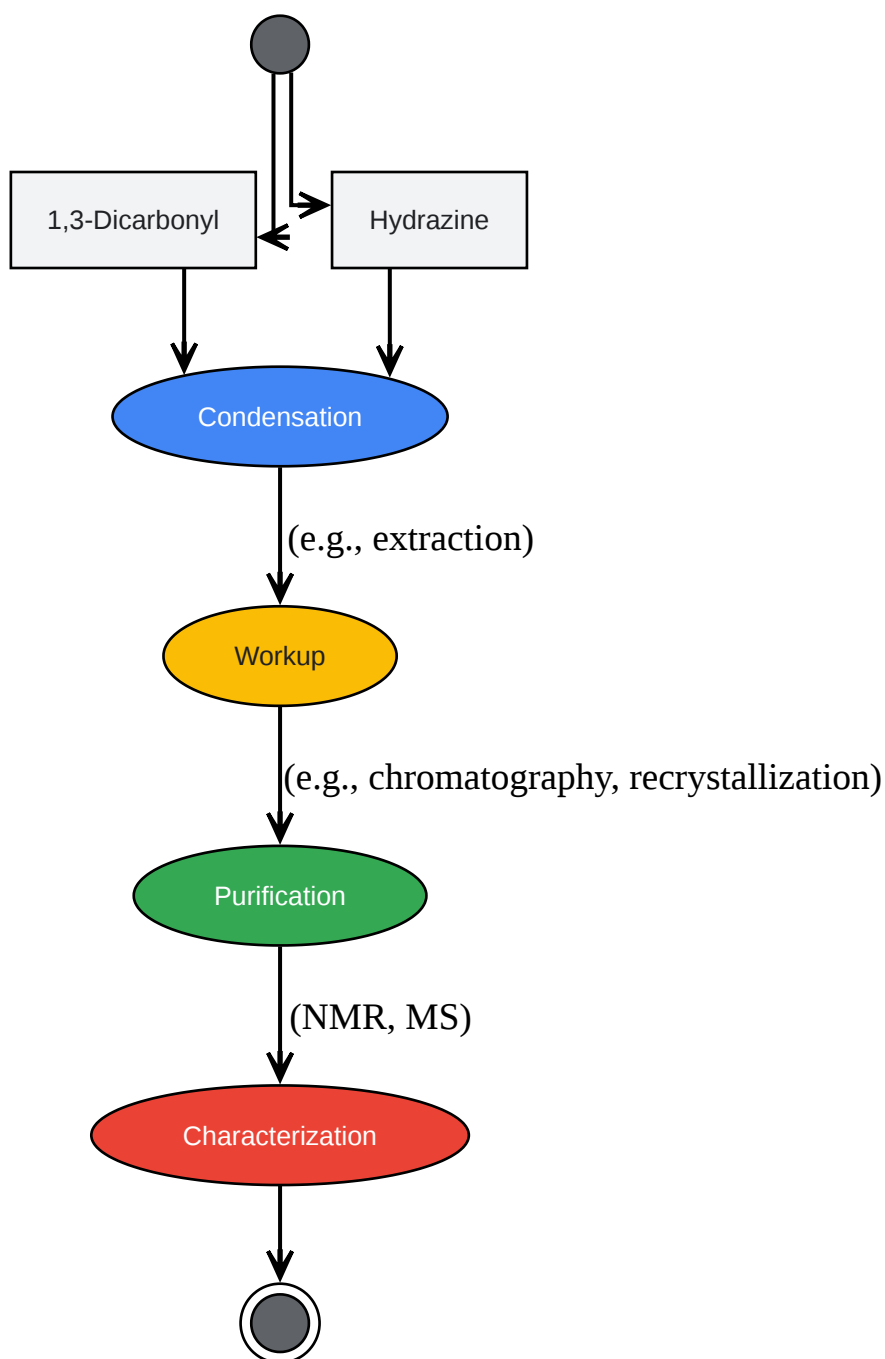 1,3-Dicarbonyl
Hydrazine
Condensation
(e.g., extraction)
Workup
(e.g., chromatography, recrystallization)
Purification
(NMR, MS)
Characterization